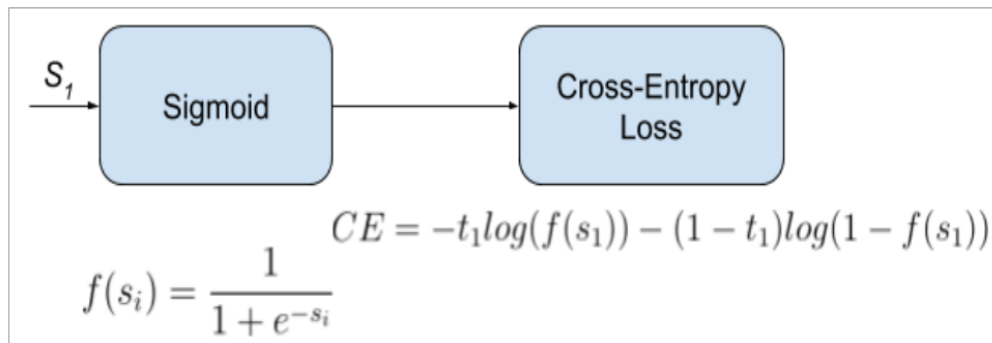 S₁
Sigmoid
Cross-Entropy
Loss
CE = −t₁log(f(s₁)) − (1 − t₁)log(1 − f(s₁))
f(sᵢ) = 1 / (1 + e^{−sᵢ})